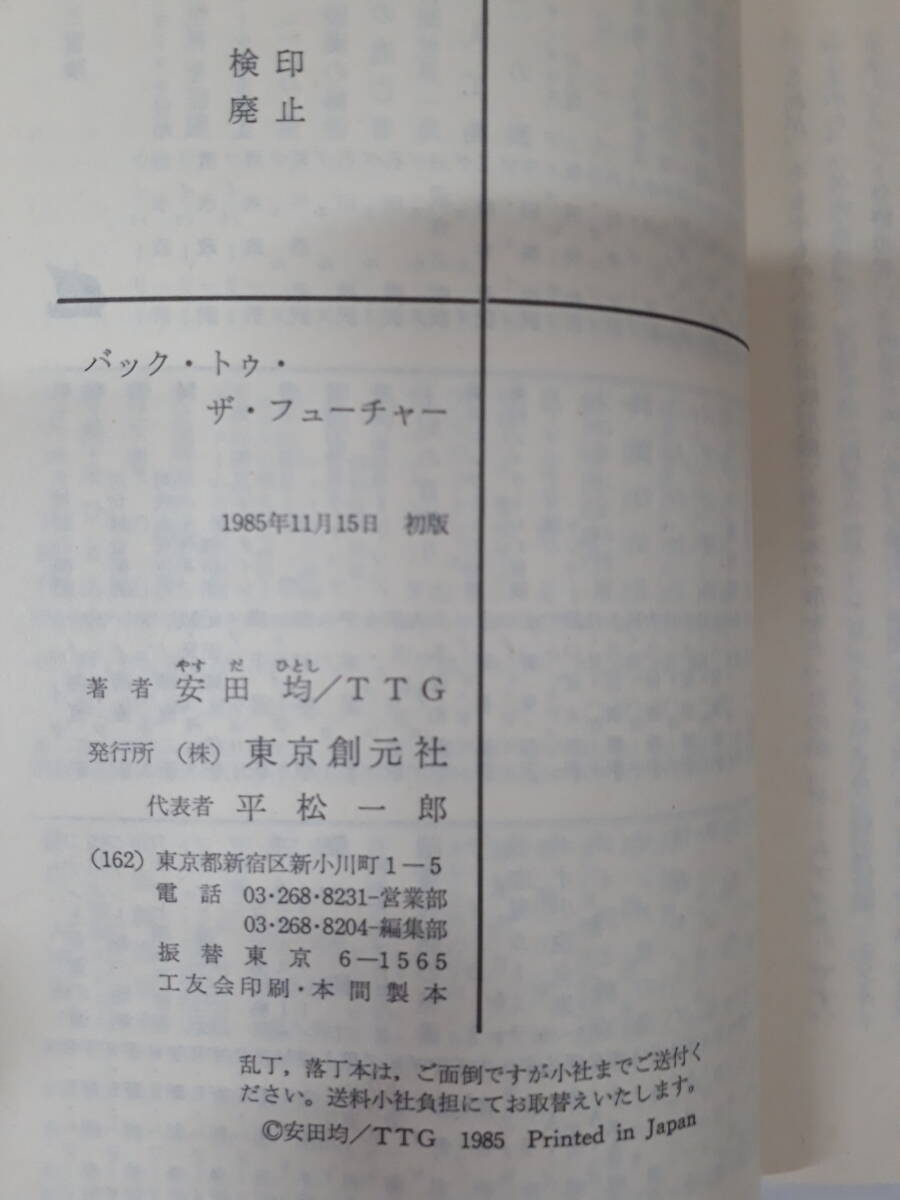 検印
廃止
バック・トゥ・
ザ・フューチャー
1985年11月15日 初版
やす だ ひとし
著者 安田 均/TTG
発行所 (株) 東京創元社
代表者 平松一郎
(162) 東京都新宿区新小川町1―5
電話 03・268・8231-営業部
03・268・8204-編集部
振替東京 6―1565
工友会印刷・本間製本
乱丁,落丁本は,ご面倒ですが小社までご送付く
ださい。送料小社負担にてお取替えいたします。
©安田均/TTG 1985 Printed in Japan